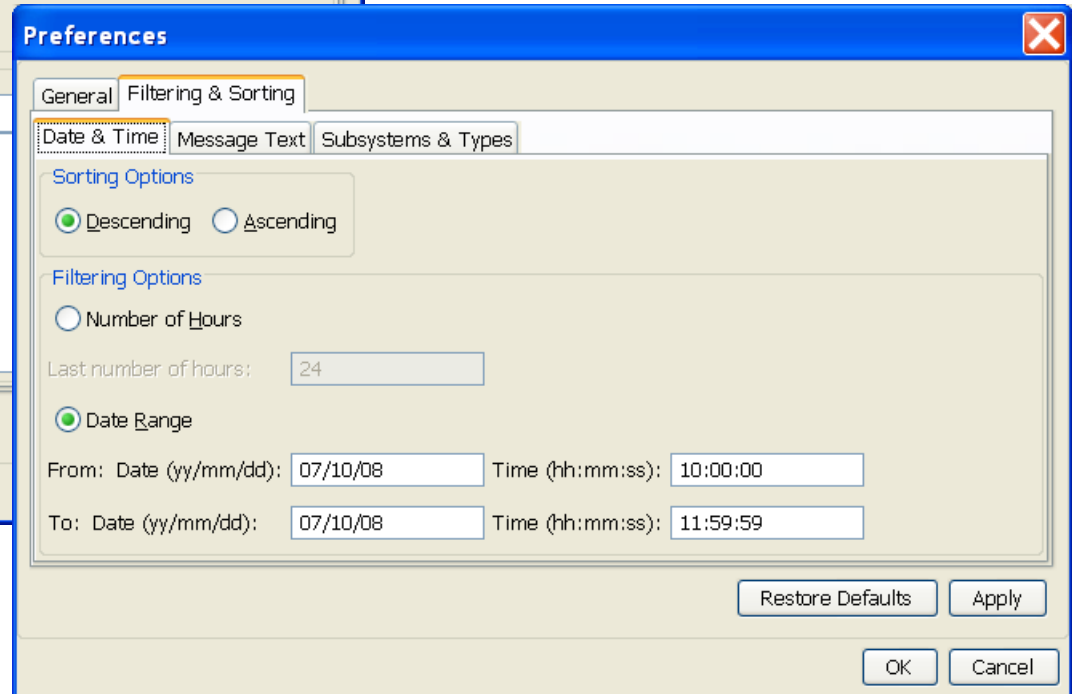 Preferences
General Filtering & Sorting
Date & Time Message Text Subsystems & Types
Sorting Options
Descending Ascending
Filtering Options
Number of Hours
Last number of hours: 24
Date Range
From: Date (yy/mm/dd): 07/10/08 Time (hh:mm:ss): 10:00:00
To: Date (yy/mm/dd): 07/10/08 Time (hh:mm:ss): 11:59:59
Restore Defaults Apply
OK Cancel